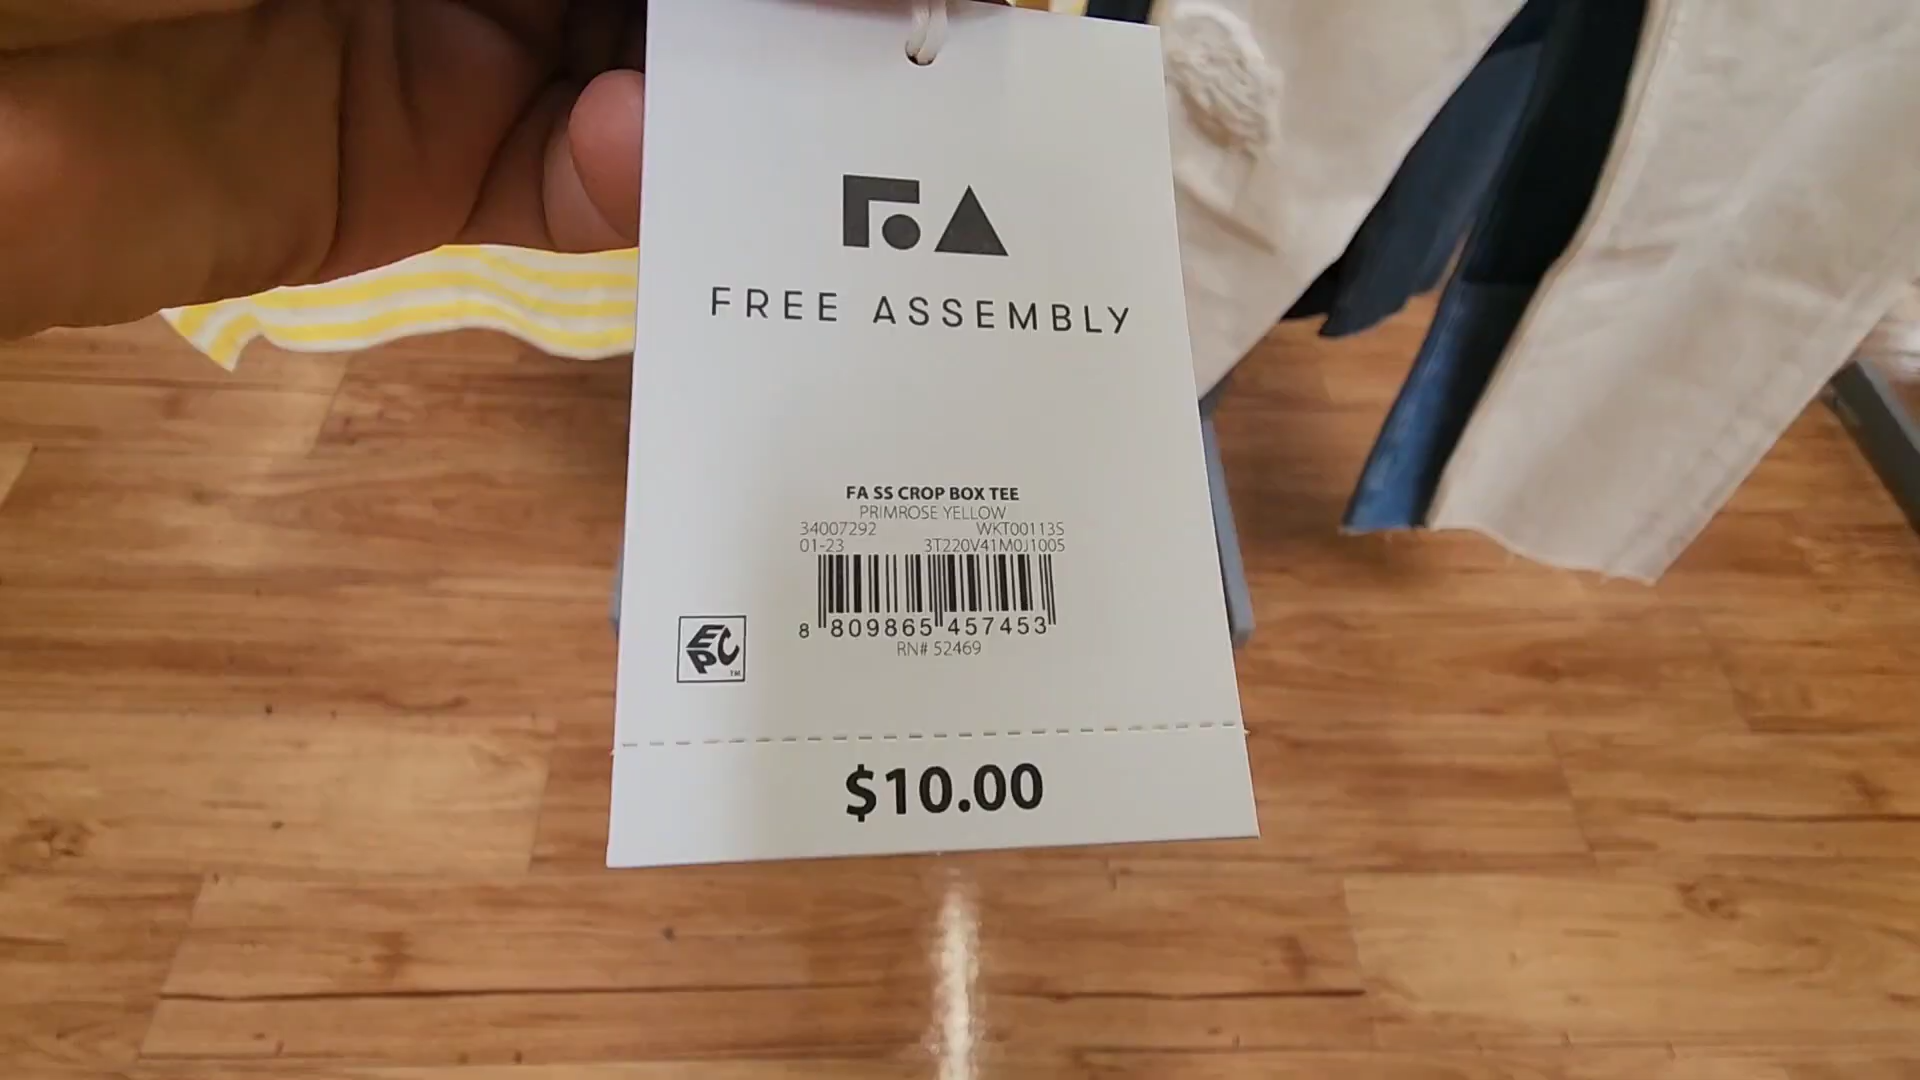 FREE ASSEMBLY
FA SS CROP BOX TEE
PRIMROSE YELLOW
34007292 WKT00113S
01-23 3T220V41M0J1005
8 809865 457453
RN# 52469
EPC TM
$10.00